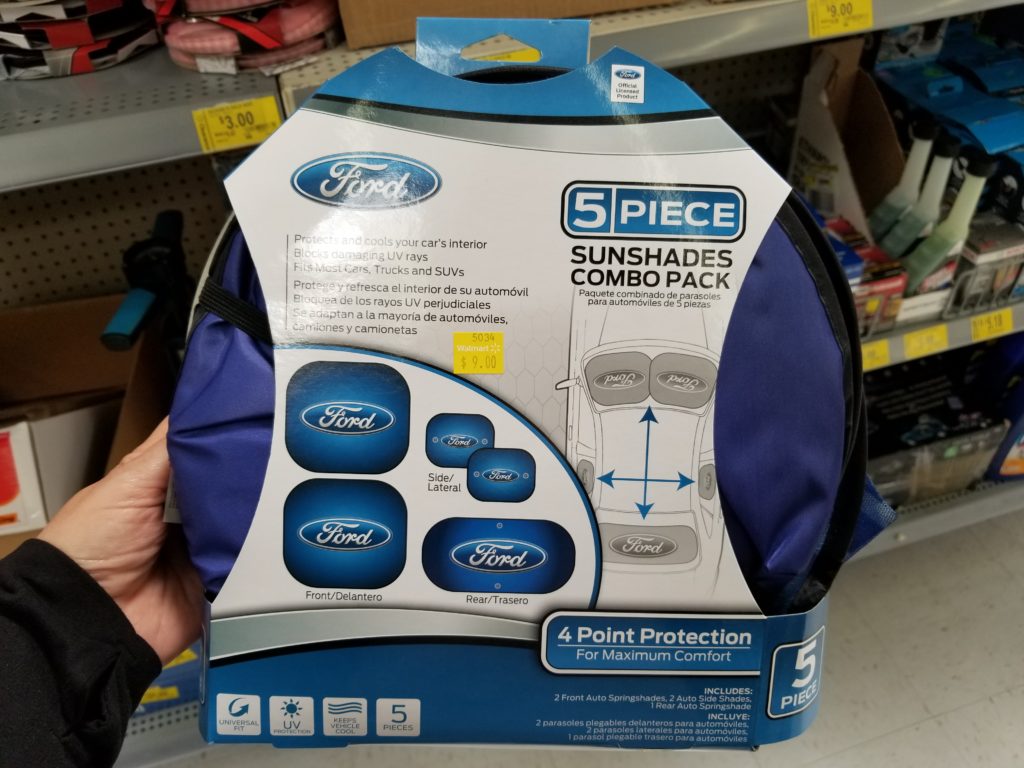 $9.00
$3.00
Ford
Official
Licensed
Product
Ford
5 PIECE
SUNSHADES
COMBO PACK
Paquete combinado de parasoles
para automóviles de 5 piezas
Protects and cools your car's interior
Blocks damaging UV rays
Fits Most Cars, Trucks and SUVs
Protege y refresca el interior de su automóvil
Bloquea de los rayos UV perjudiciales
Se adaptan a la mayoría de automóviles,
camiones y camionetas
5034
Walmart
$ 9.00
Ford
Ford
Ford
Ford
Ford
Side/
Lateral
Ford
Ford
Ford
Ford
Front/Delantero
Rear/Trasero
4 Point Protection
For Maximum Comfort
5
PIECE
INCLUDES:
2 Front Auto Springshades, 2 Auto Side Shades,
1 Rear Auto Springshade
INCLUYE:
2 parasoles plegables delanteros para automóviles,
2 parasoles laterales para automóviles,
1 parasol plegable trasero para automóviles
UNIVERSAL
FIT
UV
PROTECTION
KEEPS
VEHICLE
COOL
5
PIECES